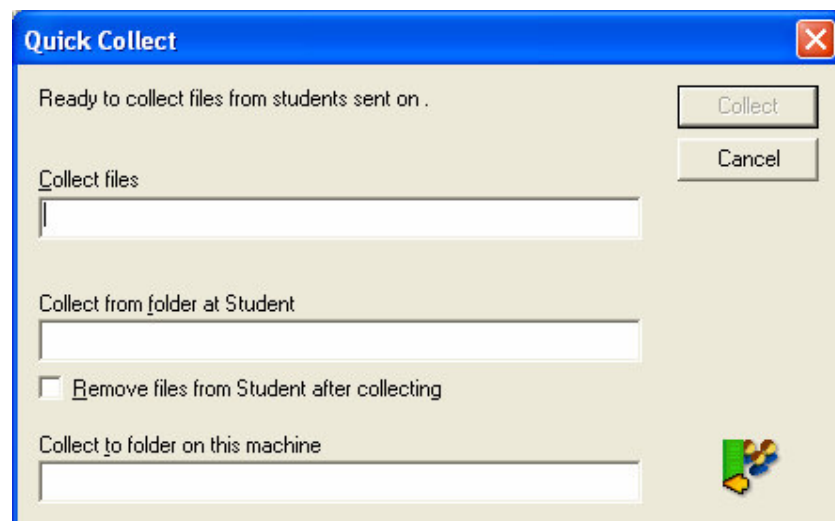 Quick Collect
Ready to collect files from students sent on .
Collect
Cancel
Collect files
Collect from folder at Student
Remove files from Student after collecting
Collect to folder on this machine